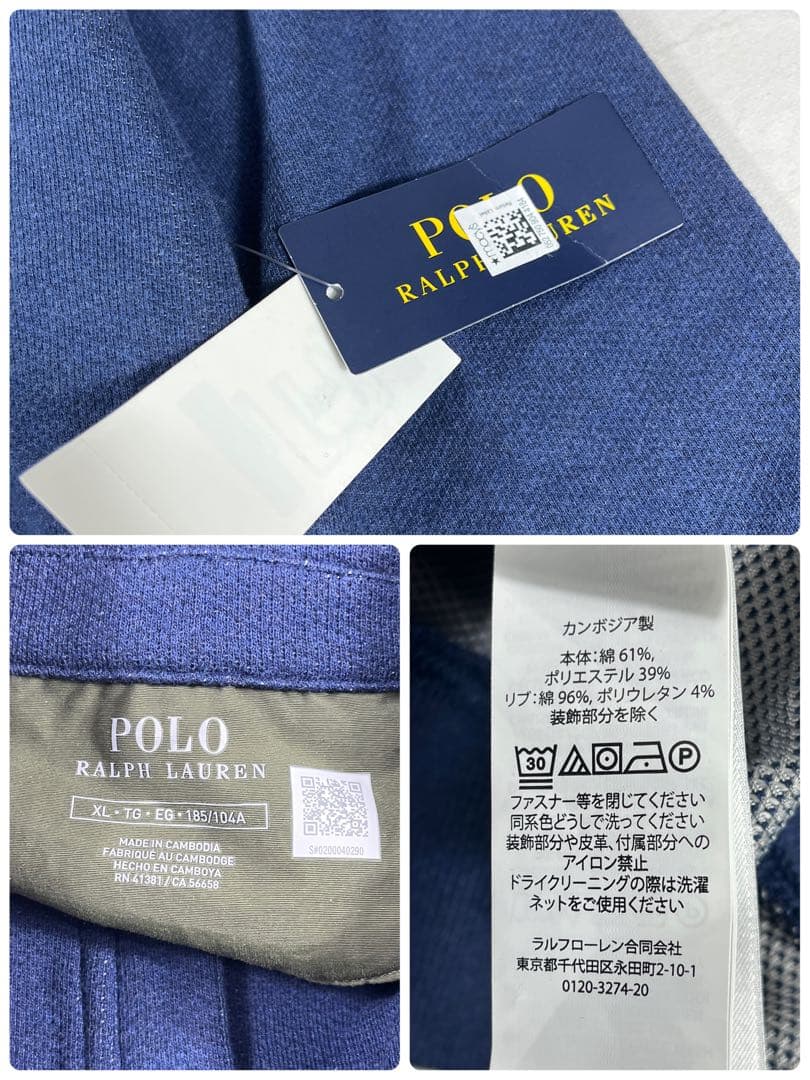 POLO
RALPH LAUREN
★macy's
Return Label
POLO
RALPH LAUREN
XL • TG • EG • 185/104A
MADE IN CAMBODIA
FABRIQUÉ AU CAMBODGE
HECHO EN CAMBOYA
RN 41381 / CA 56658
S#0200040290
カンボジア製
本体:綿 61%,
ポリエステル 39%
リブ:綿 96%, ポリウレタン 4%
装飾部分を除く
30
P
ファスナー等を閉じてください
同系色どうしで洗ってください
装飾部分や皮革、付属部分への
アイロン禁止
ドライクリーニングの際は洗濯
ネットをご使用ください
ラルフローレン合同会社
東京都千代田区永田町2-10-1
0120-3274-20